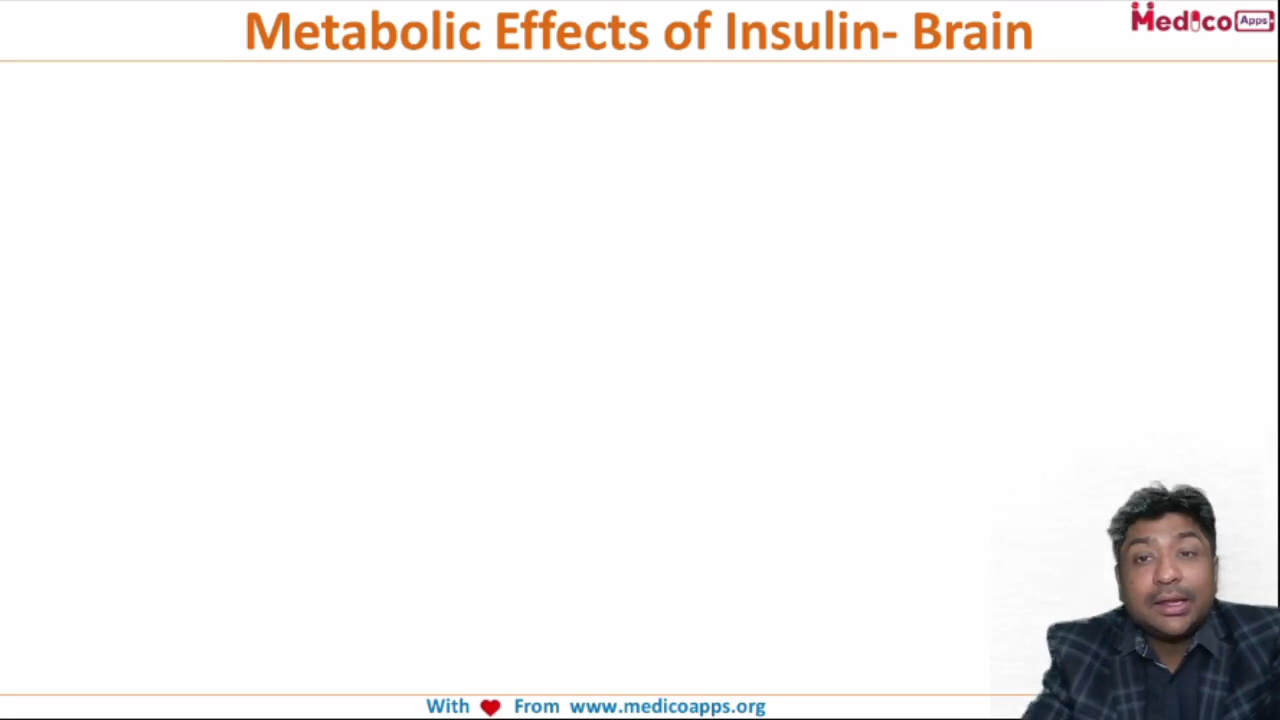 Metabolic Effects of Insulin- Brain
Medico Apps
With ❤ From www.medicoapps.org